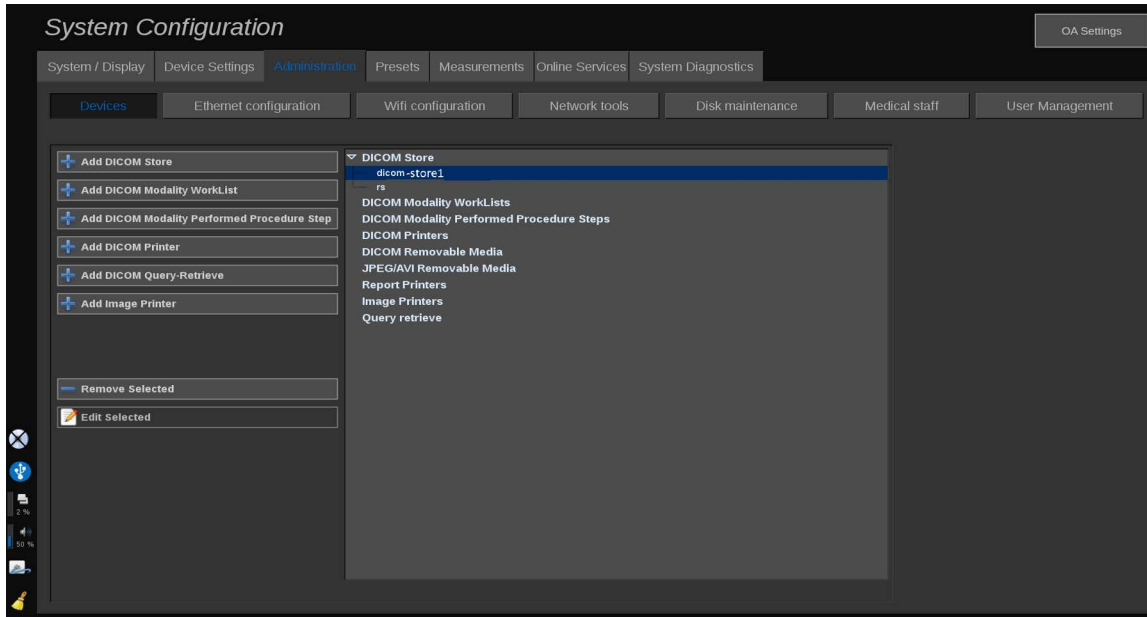 System Configuration
OA Settings
System / Display Device Settings Administration Presets Measurements Online Services System Diagnostics
Devices Ethernet configuration Wifi configuration Network tools Disk maintenance Medical staff User Management
Add DICOM Store
Add DICOM Modality WorkList
Add DICOM Modality Performed Procedure Step
Add DICOM Printer
Add DICOM Query-Retrieve
Add Image Printer
Remove Selected
Edit Selected
DICOM Store
dicom-store1
rs
DICOM Modality WorkLists
DICOM Modality Performed Procedure Steps
DICOM Printers
DICOM Removable Media
JPEG/AVI Removable Media
Report Printers
Image Printers
Query retrieve
2 %
50 %